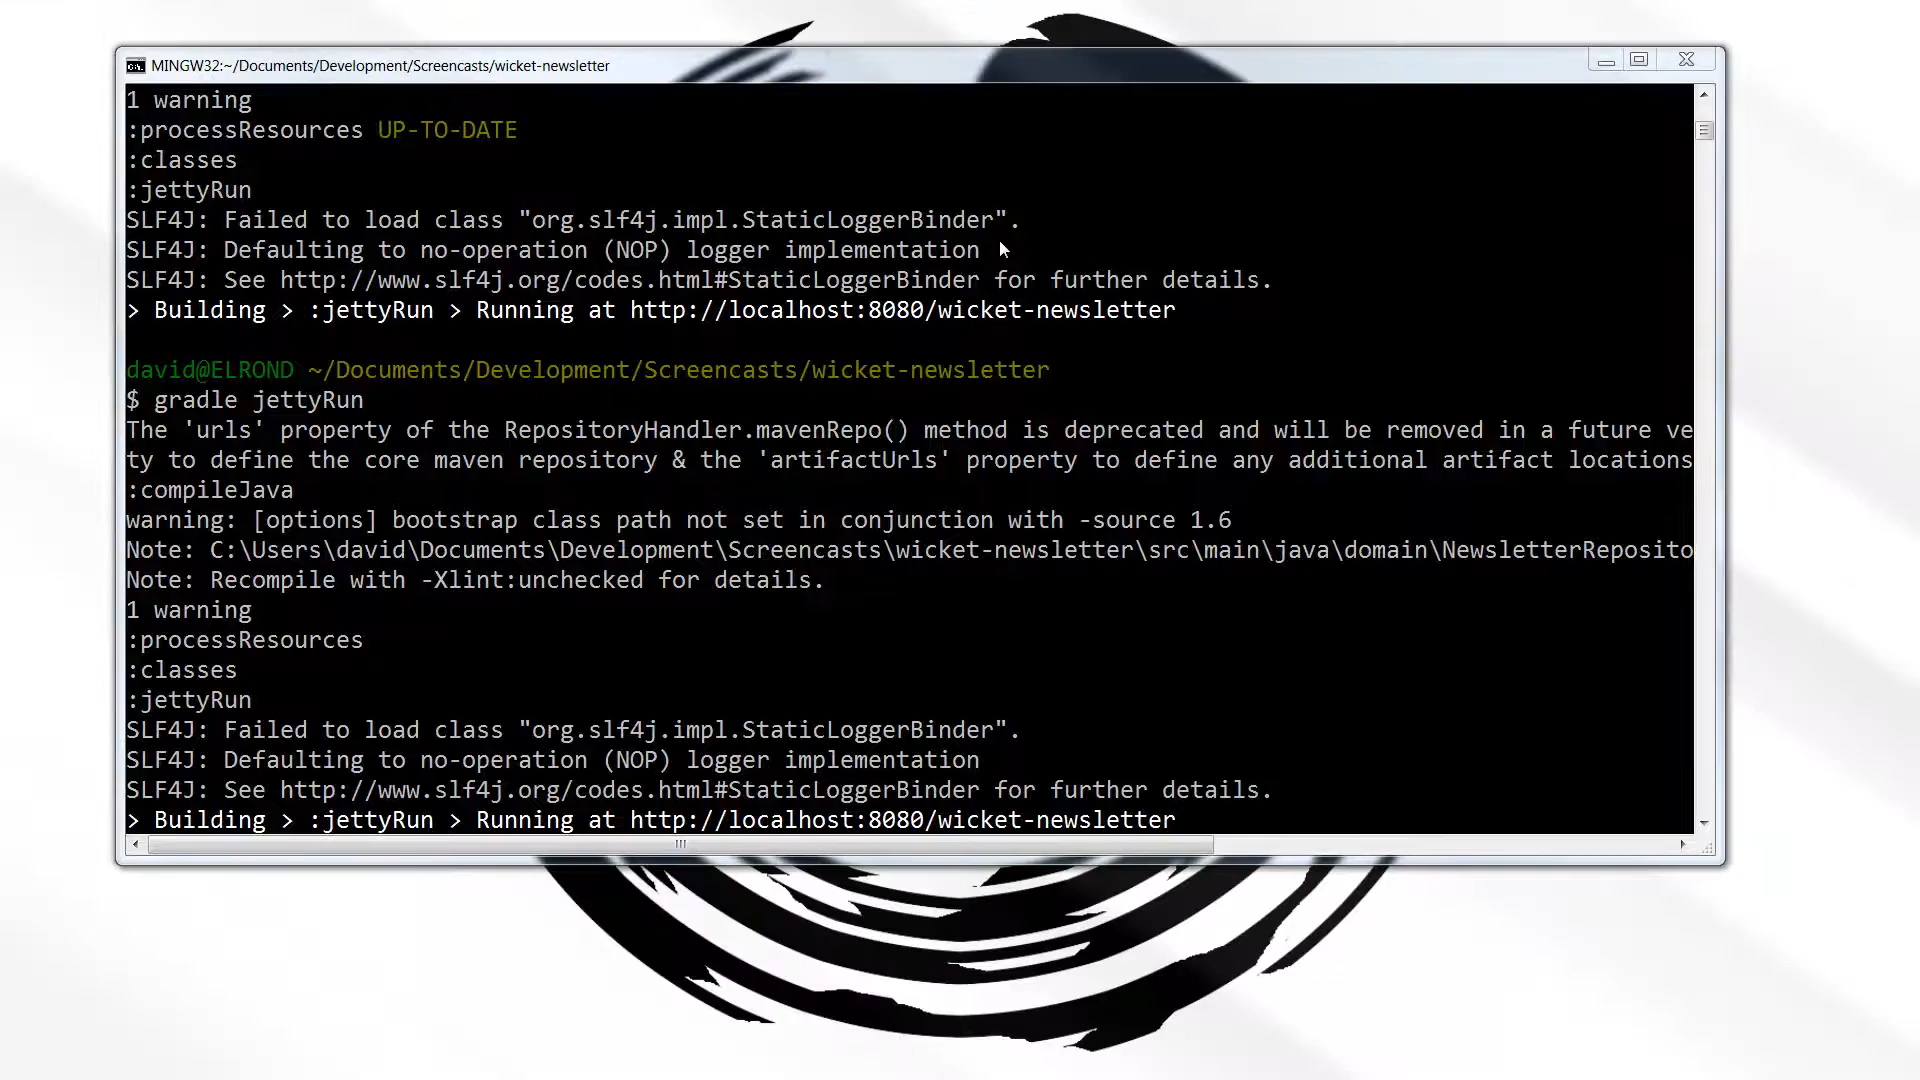 MINGW32:~/Documents/Development/Screencasts/wicket-newsletter
1 warning
:processResources UP-TO-DATE
:classes
:jettyRun
SLF4J: Failed to load class "org.slf4j.impl.StaticLoggerBinder".
SLF4J: Defaulting to no-operation (NOP) logger implementation
SLF4J: See http://www.slf4j.org/codes.html#StaticLoggerBinder for further details.
> Building > :jettyRun > Running at http://localhost:8080/wicket-newsletter
david@ELROND ~/Documents/Development/Screencasts/wicket-newsletter
$ gradle jettyRun
The 'urls' property of the RepositoryHandler.mavenRepo() method is deprecated and will be removed in a future ve
ty to define the core maven repository & the 'artifactUrls' property to define any additional artifact locations
:compileJava
warning: [options] bootstrap class path not set in conjunction with -source 1.6
Note: C:\Users\david\Documents\Development\Screencasts\wicket-newsletter\src\main\java\domain\NewsletterReposito
Note: Recompile with -Xlint:unchecked for details.
1 warning
:processResources
:classes
:jettyRun
SLF4J: Failed to load class "org.slf4j.impl.StaticLoggerBinder".
SLF4J: Defaulting to no-operation (NOP) logger implementation
SLF4J: See http://www.slf4j.org/codes.html#StaticLoggerBinder for further details.
> Building > :jettyRun > Running at http://localhost:8080/wicket-newsletter